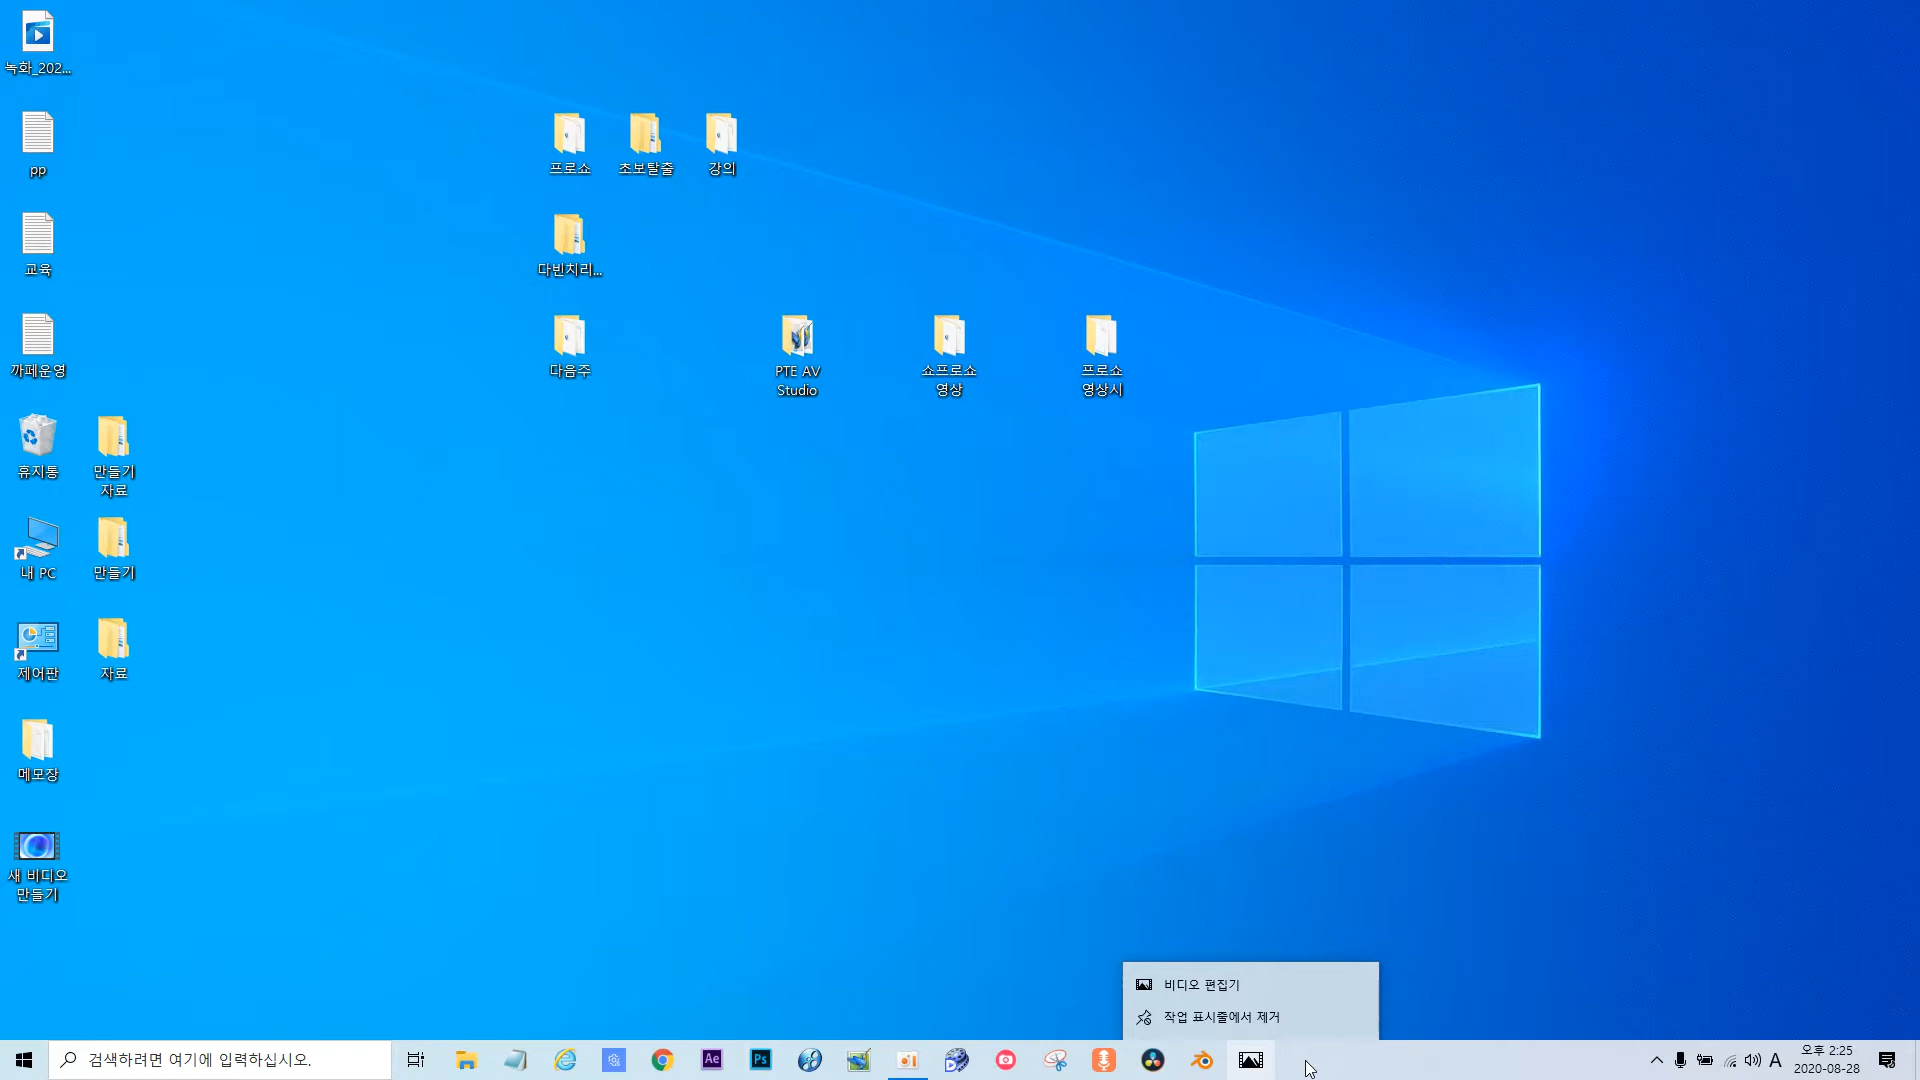 녹화_202...
pp
교육
까페운영
휴지통
만들기
자료
내 PC
만들기
제어판
자료
메모장
새 비디오
만들기
프로쇼
초보탈출
강의
다빈치리...
다음주
PTE AV
Studio
쇼프로쇼
영상
프로쇼
영상시
비디오 편집기
작업 표시줄에서 제거
검색하려면 여기에 입력하십시오.
Ae
Ps
A
오후 2:25
2020-08-28